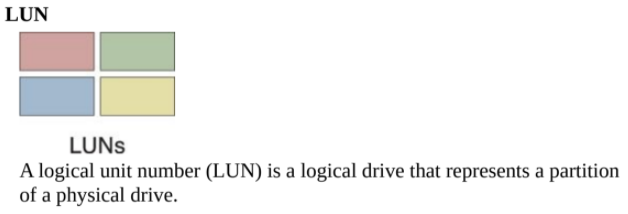 LUN
LUNs
A logical unit number (LUN) is a logical drive that represents a partition
of a physical drive.